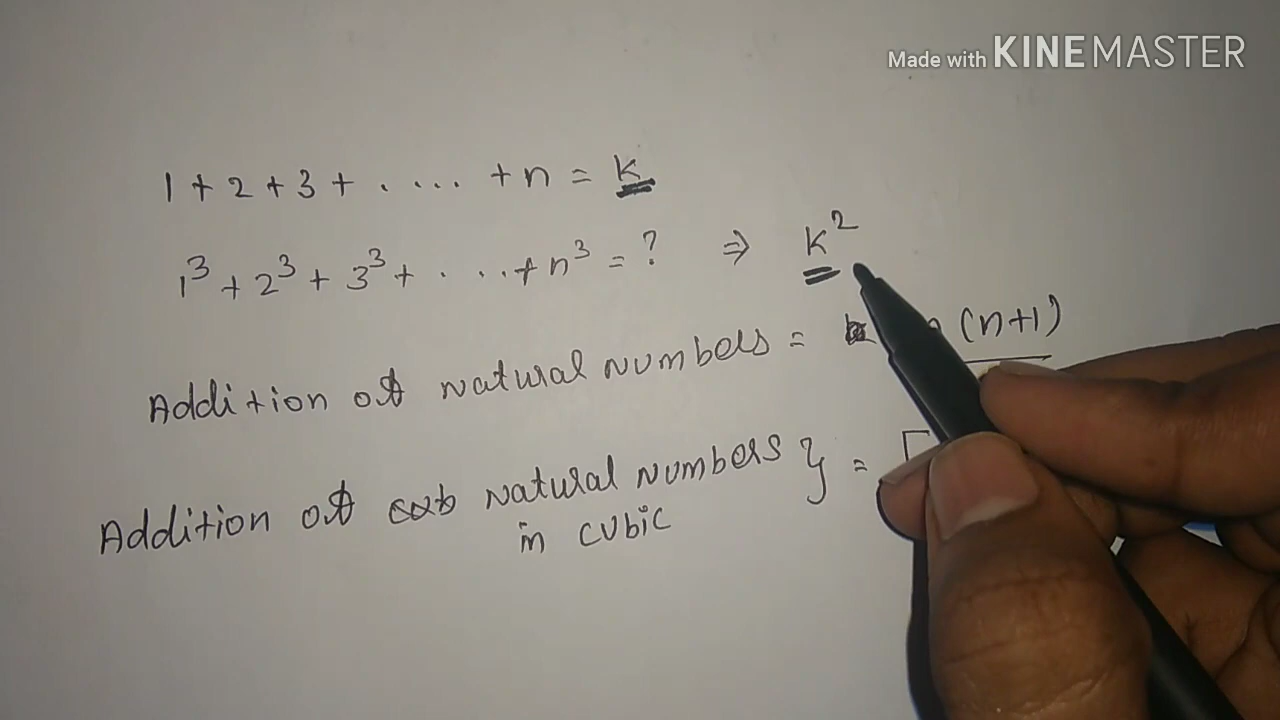 Made with KINEMASTER
1 + 2 + 3 + . . . . + n = k
1³ + 2³ + 3³ + . . . + n³ = ? ⇒ k²
Addition of natural numbers = (n+1)
Addition of natural numbers } = [
in cubic